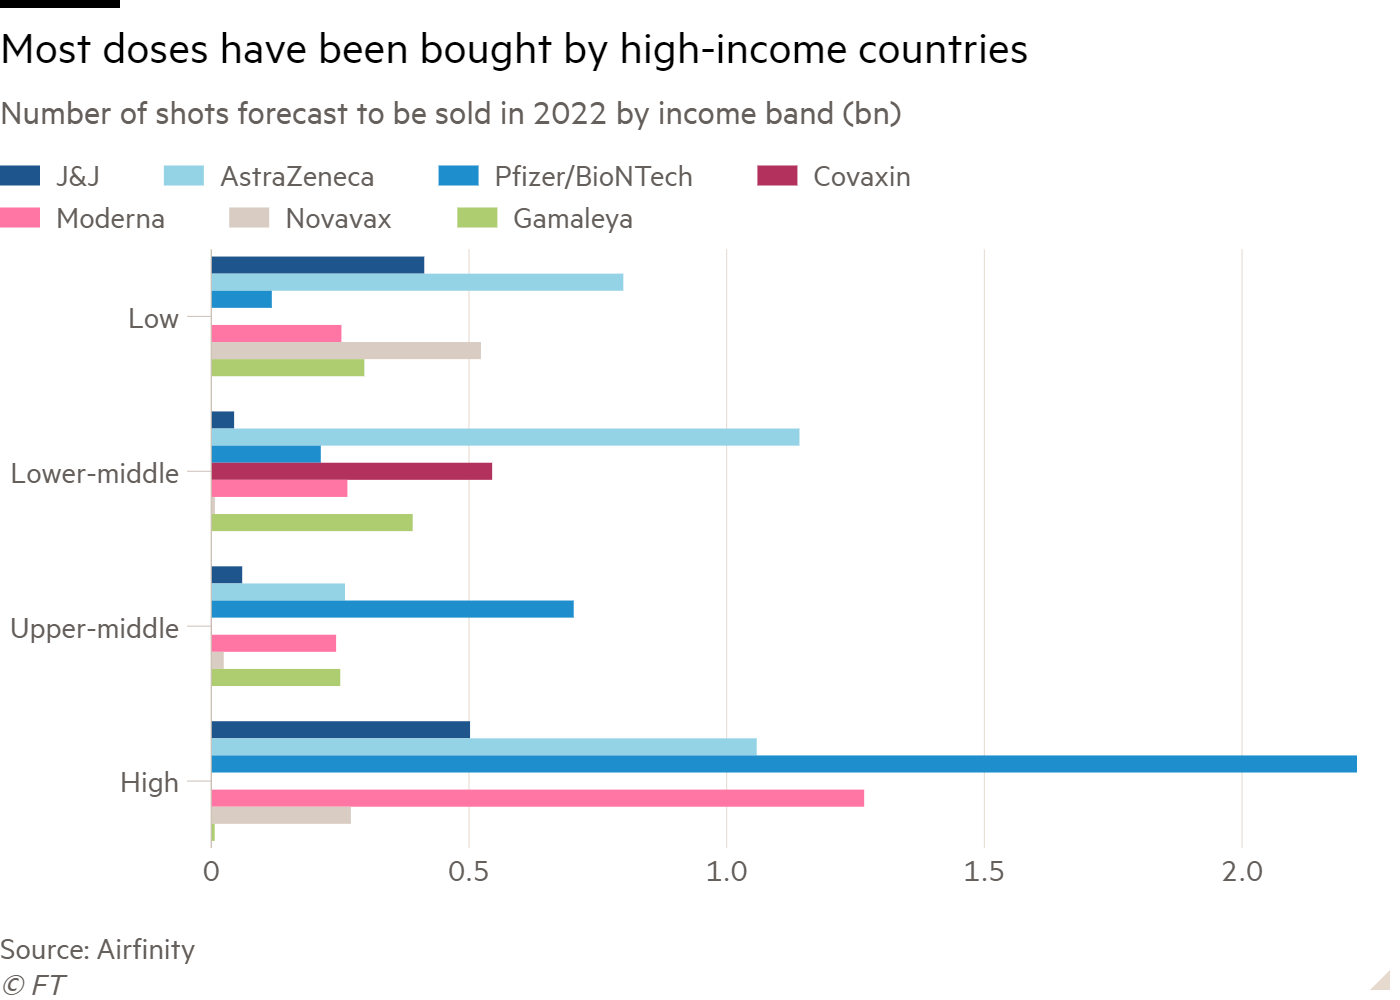 Most doses have been bought by high-income countries
Number of shots forecast to be sold in 2022 by income band (bn)
J&J AstraZeneca Pfizer/BioNTech Covaxin
Moderna Novavax Gamaleya
Low
Lower-middle
Upper-middle
High
0 0.5 1.0 1.5 2.0
Source: Airfinity
© FT